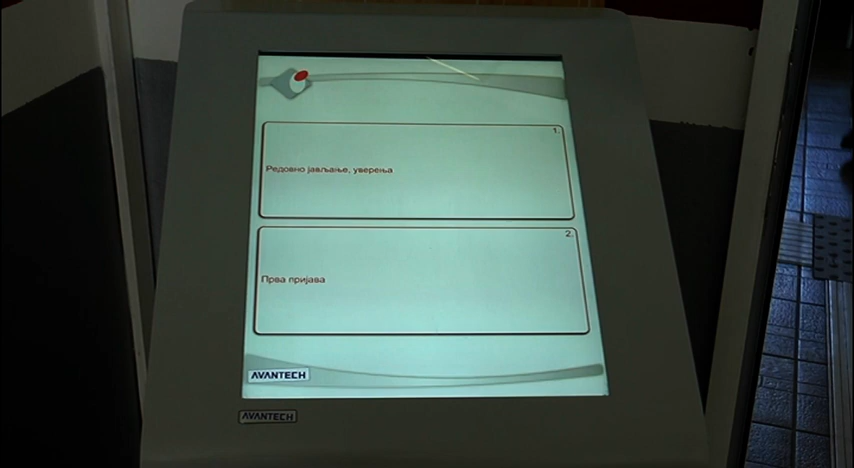 1.
Редовно јављање, уверења
2.
Прва пријава
AVANTECH
AVANTECH